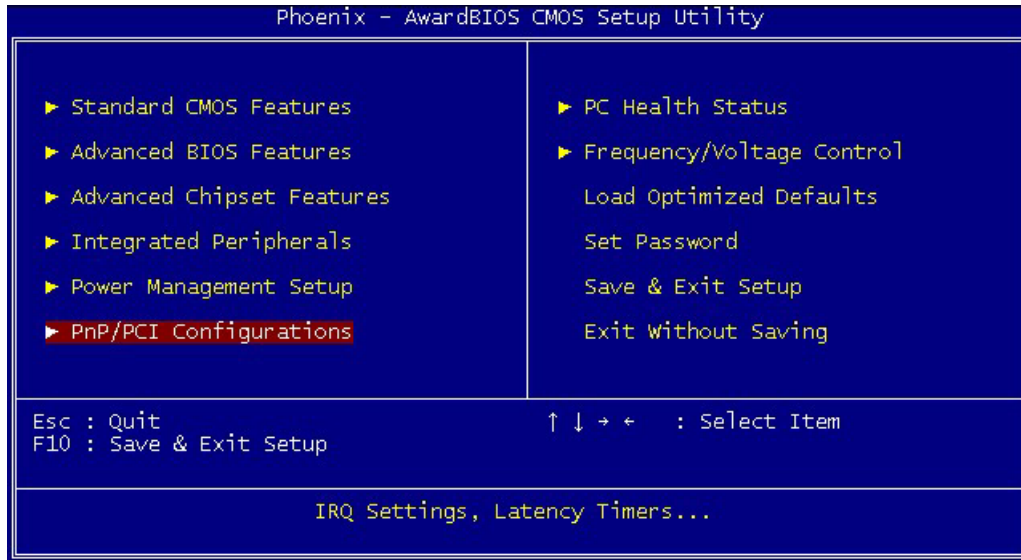 Phoenix - AwardBIOS CMOS Setup Utility
► Standard CMOS Features
► Advanced BIOS Features
► Advanced Chipset Features
► Integrated Peripherals
► Power Management Setup
► PnP/PCI Configurations
► PC Health Status
► Frequency/Voltage Control
Load Optimized Defaults
Set Password
Save & Exit Setup
Exit Without Saving
Esc : Quit
F10 : Save & Exit Setup
↑ ↓ → ← : Select Item
IRQ Settings, Latency Timers...